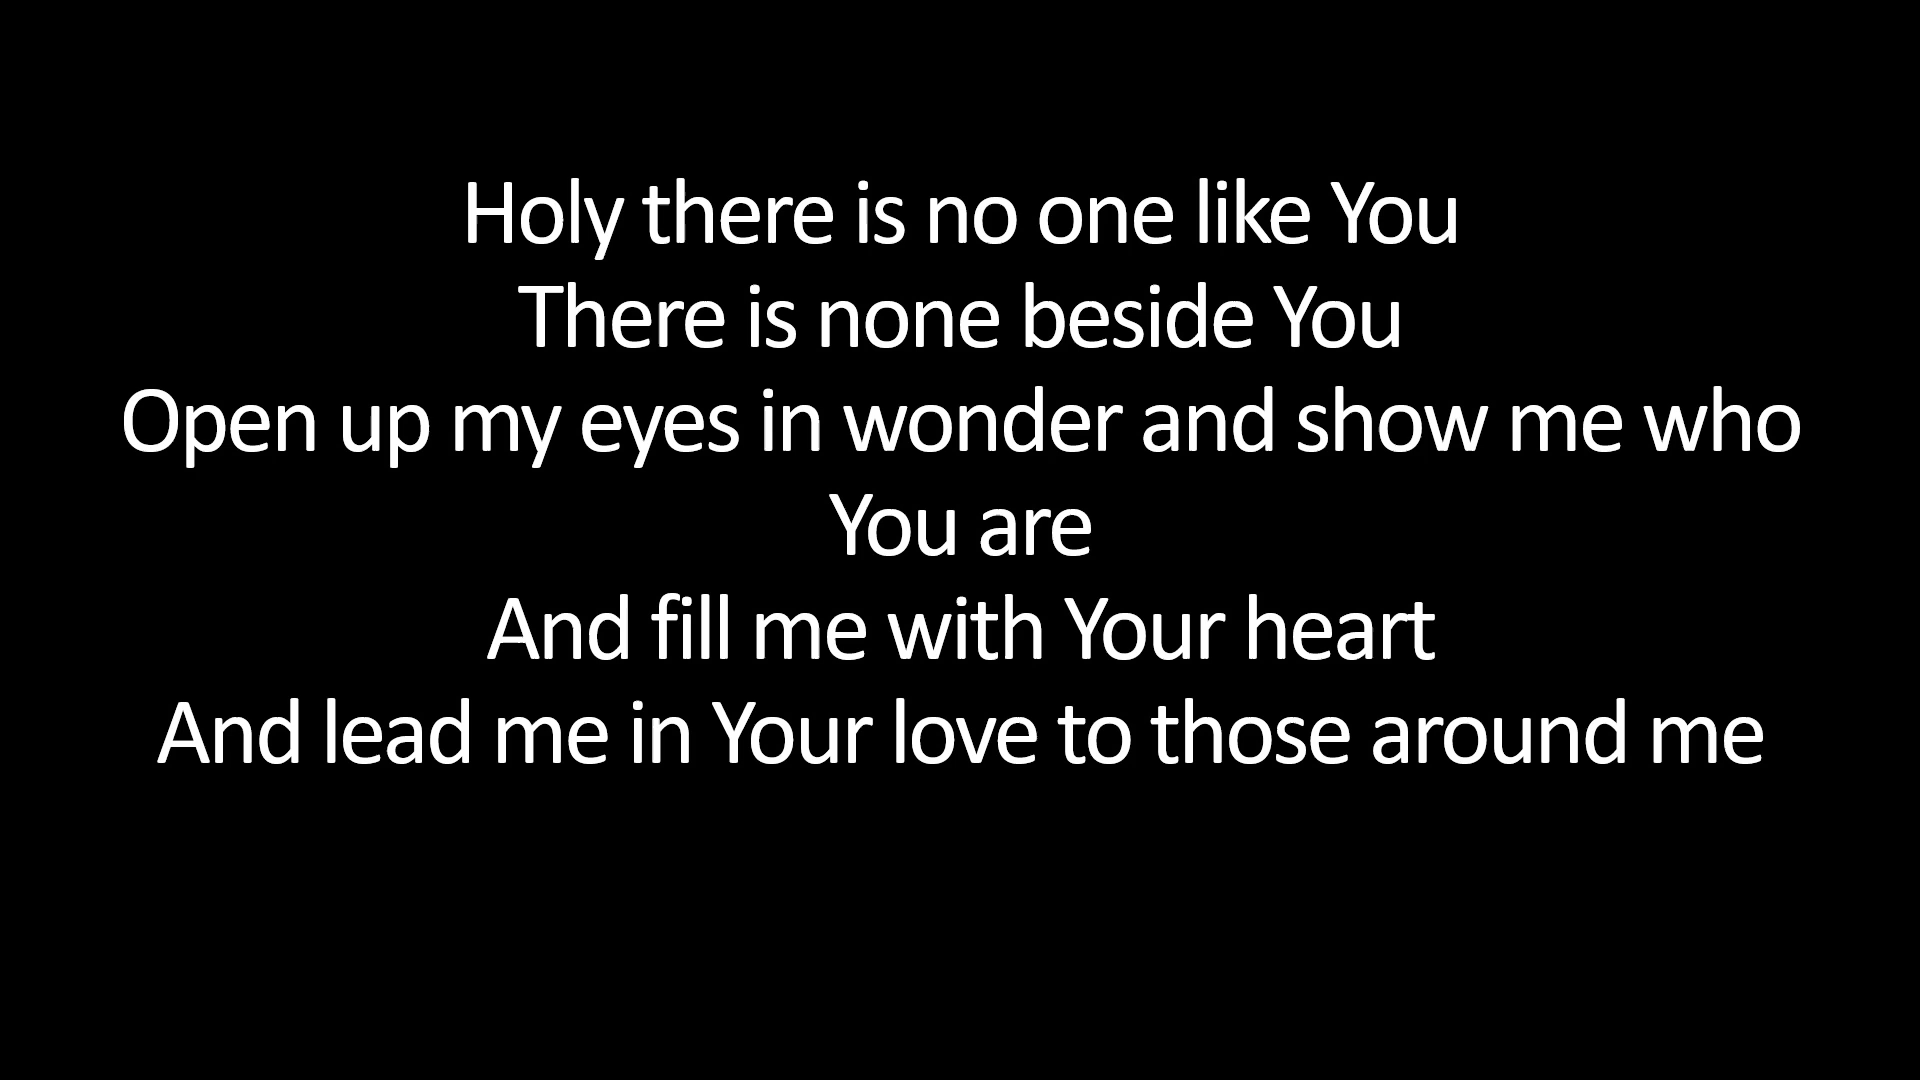 Holy there is no one like You
There is none beside You
Open up my eyes in wonder and show me who
You are
And fill me with Your heart
And lead me in Your love to those around me